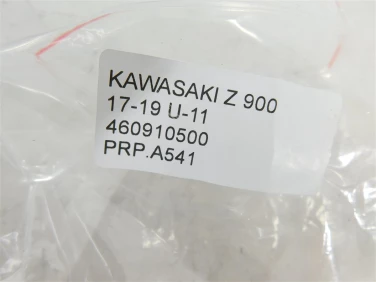 KAWASAKI Z 900
17-19 U-11
460910500
PRP.A541